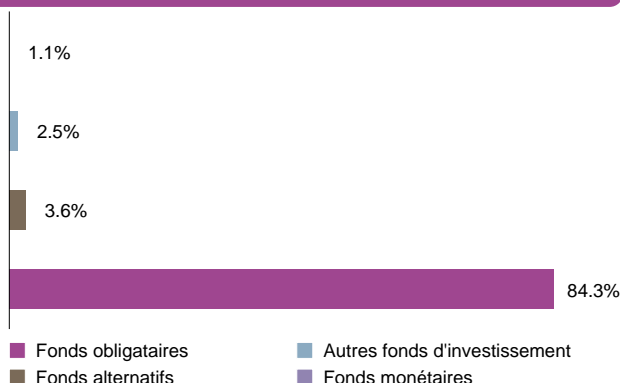 1.1%
2.5%
3.6%
84.3%
Fonds obligataires
Autres fonds d'investissement
Fonds alternatifs
Fonds monétaires